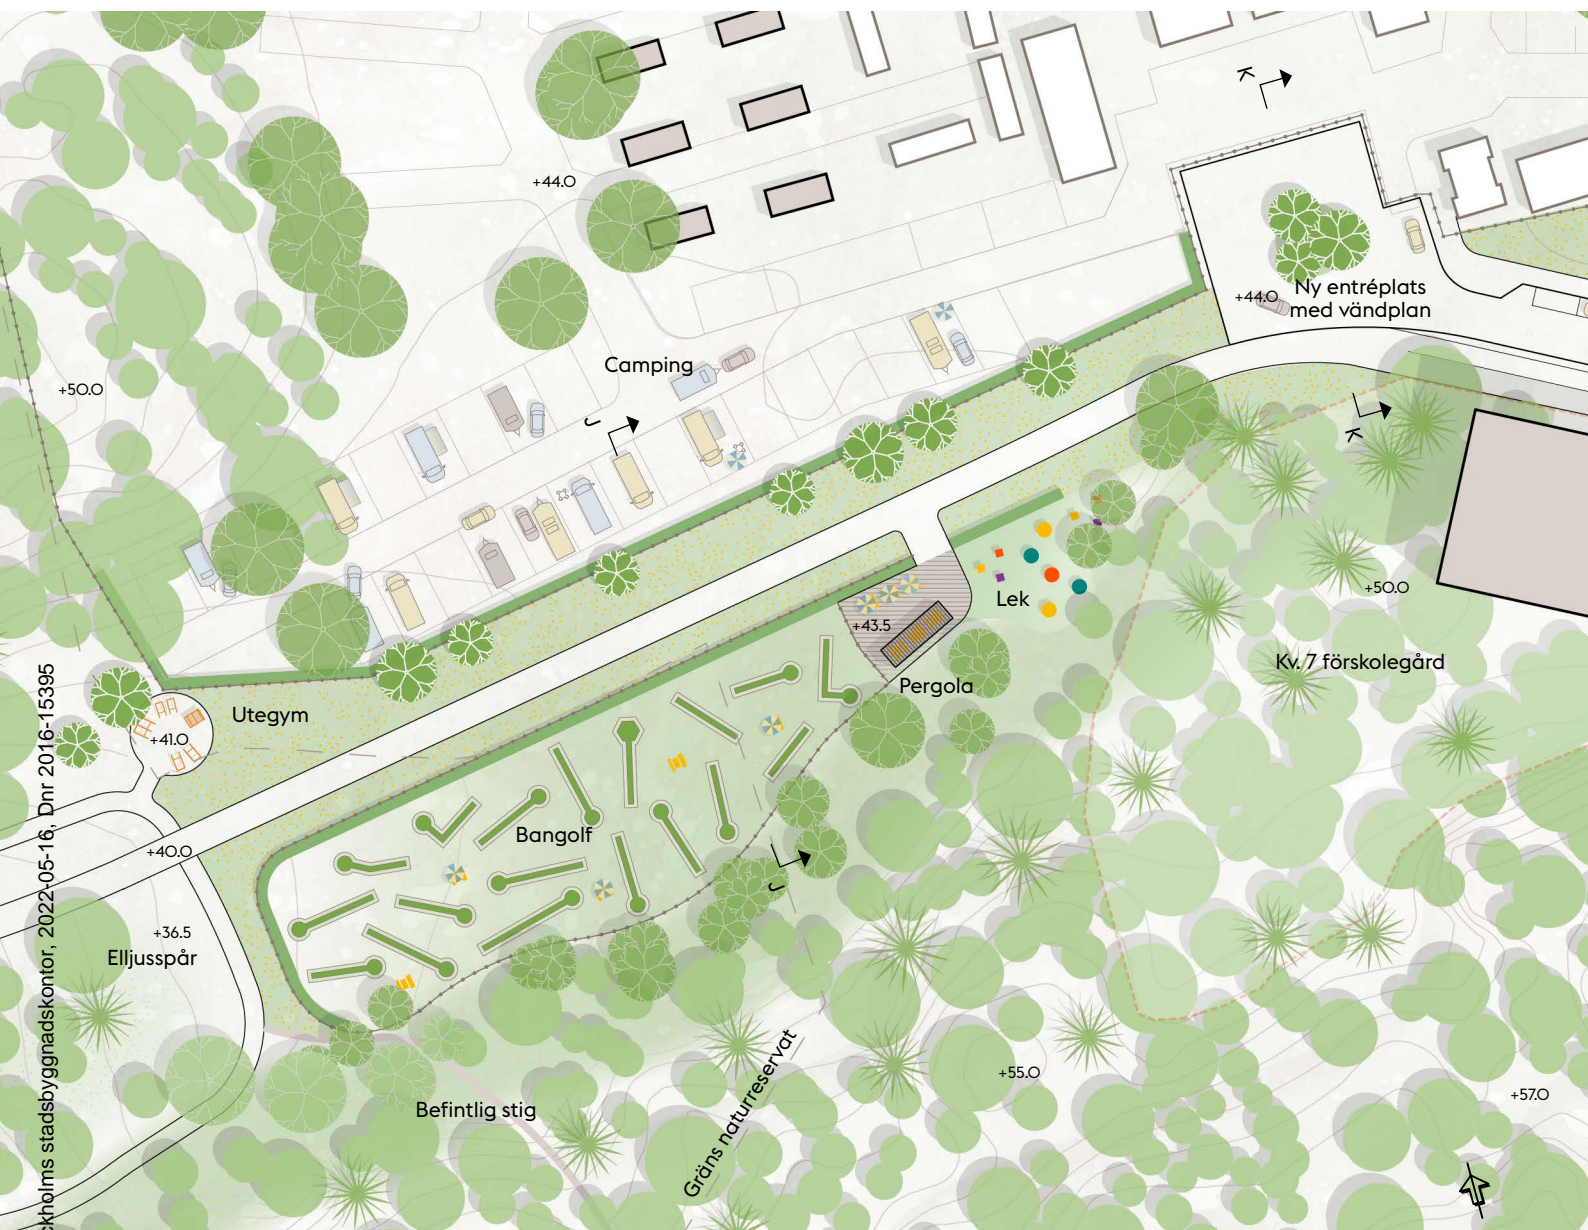 K
+44.0
Ny entréplats
+44.0
med vändplan
Camping
+50.0
J
K
+50.0
Lek
+43.5
Kv. 7 förskolegård
Pergola
Utegym
+41.0
Bangolf
+40.0
J
+36.5
Elljusspår
+55.0
+57.0
Befintlig stig
Gräns naturreservat
ckholms stadsbyggnadskontor, 2022-05-16, Dnr 2016-15395